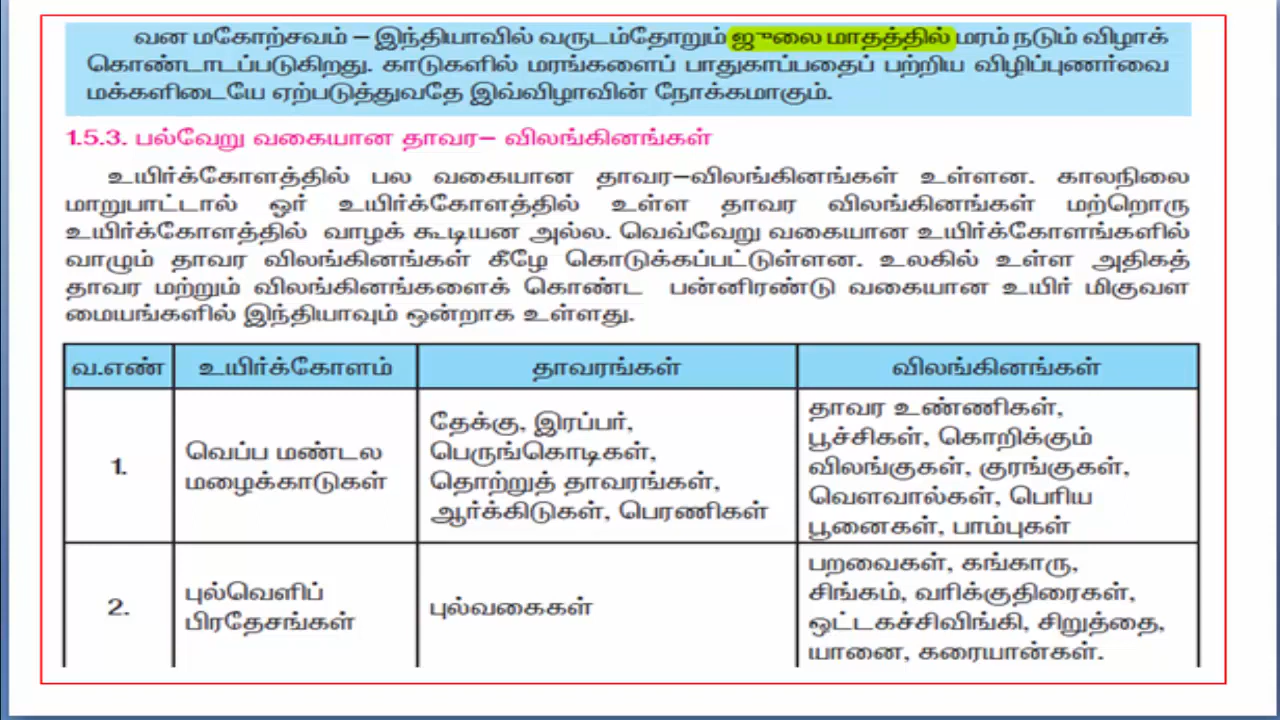 வன மகோற்சவம் – இந்தியாவில் வருடம்தோறும் ஜுலை மாதத்தில் மரம் நடும் விழாக்
கொண்டாடப்படுகிறது. காடுகளில் மரங்களைப் பாதுகாப்பதைப் பற்றிய விழிப்புணர்வை
மக்களிடையே ஏற்படுத்துவதே இவ்விழாவின் நோக்கமாகும்.
1.5.3. பல்வேறு வகையான தாவர– விலங்கினங்கள்
உயிர்க்கோளத்தில் பல வகையான தாவர–விலங்கினங்கள் உள்ளன. காலநிலை
மாறுபாட்டால் ஓர் உயிர்க்கோளத்தில் உள்ள தாவர விலங்கினங்கள் மற்றொரு
உயிர்க்கோளத்தில் வாழக் கூடியன அல்ல. வெவ்வேறு வகையான உயிர்க்கோளங்களில்
வாழும் தாவர விலங்கினங்கள் கீழே கொடுக்கப்பட்டுள்ளன. உலகில் உள்ள அதிகத்
தாவர மற்றும் விலங்கினங்களைக் கொண்ட பன்னிரண்டு வகையான உயிர் மிகுவள
மையங்களில் இந்தியாவும் ஒன்றாக உள்ளது.
வ.எண் உயிர்க்கோளம் தாவரங்கள் விலங்கினங்கள்
1.
வெப்ப மண்டல
மழைக்காடுகள்
தேக்கு, இரப்பர்,
பெருங்கொடிகள்,
தொற்றுத் தாவரங்கள்,
ஆர்க்கிடுகள், பெரணிகள்
தாவர உண்ணிகள்,
பூச்சிகள், கொறிக்கும்
விலங்குகள், குரங்குகள்,
வௌவால்கள், பெரிய
பூனைகள், பாம்புகள்
2.
புல்வெளிப்
பிரதேசங்கள்
புல்வகைகள்
பறவைகள், கங்காரு,
சிங்கம், வரிக்குதிரைகள்,
ஒட்டகச்சிவிங்கி, சிறுத்தை,
யானை, கரையான்கள்.